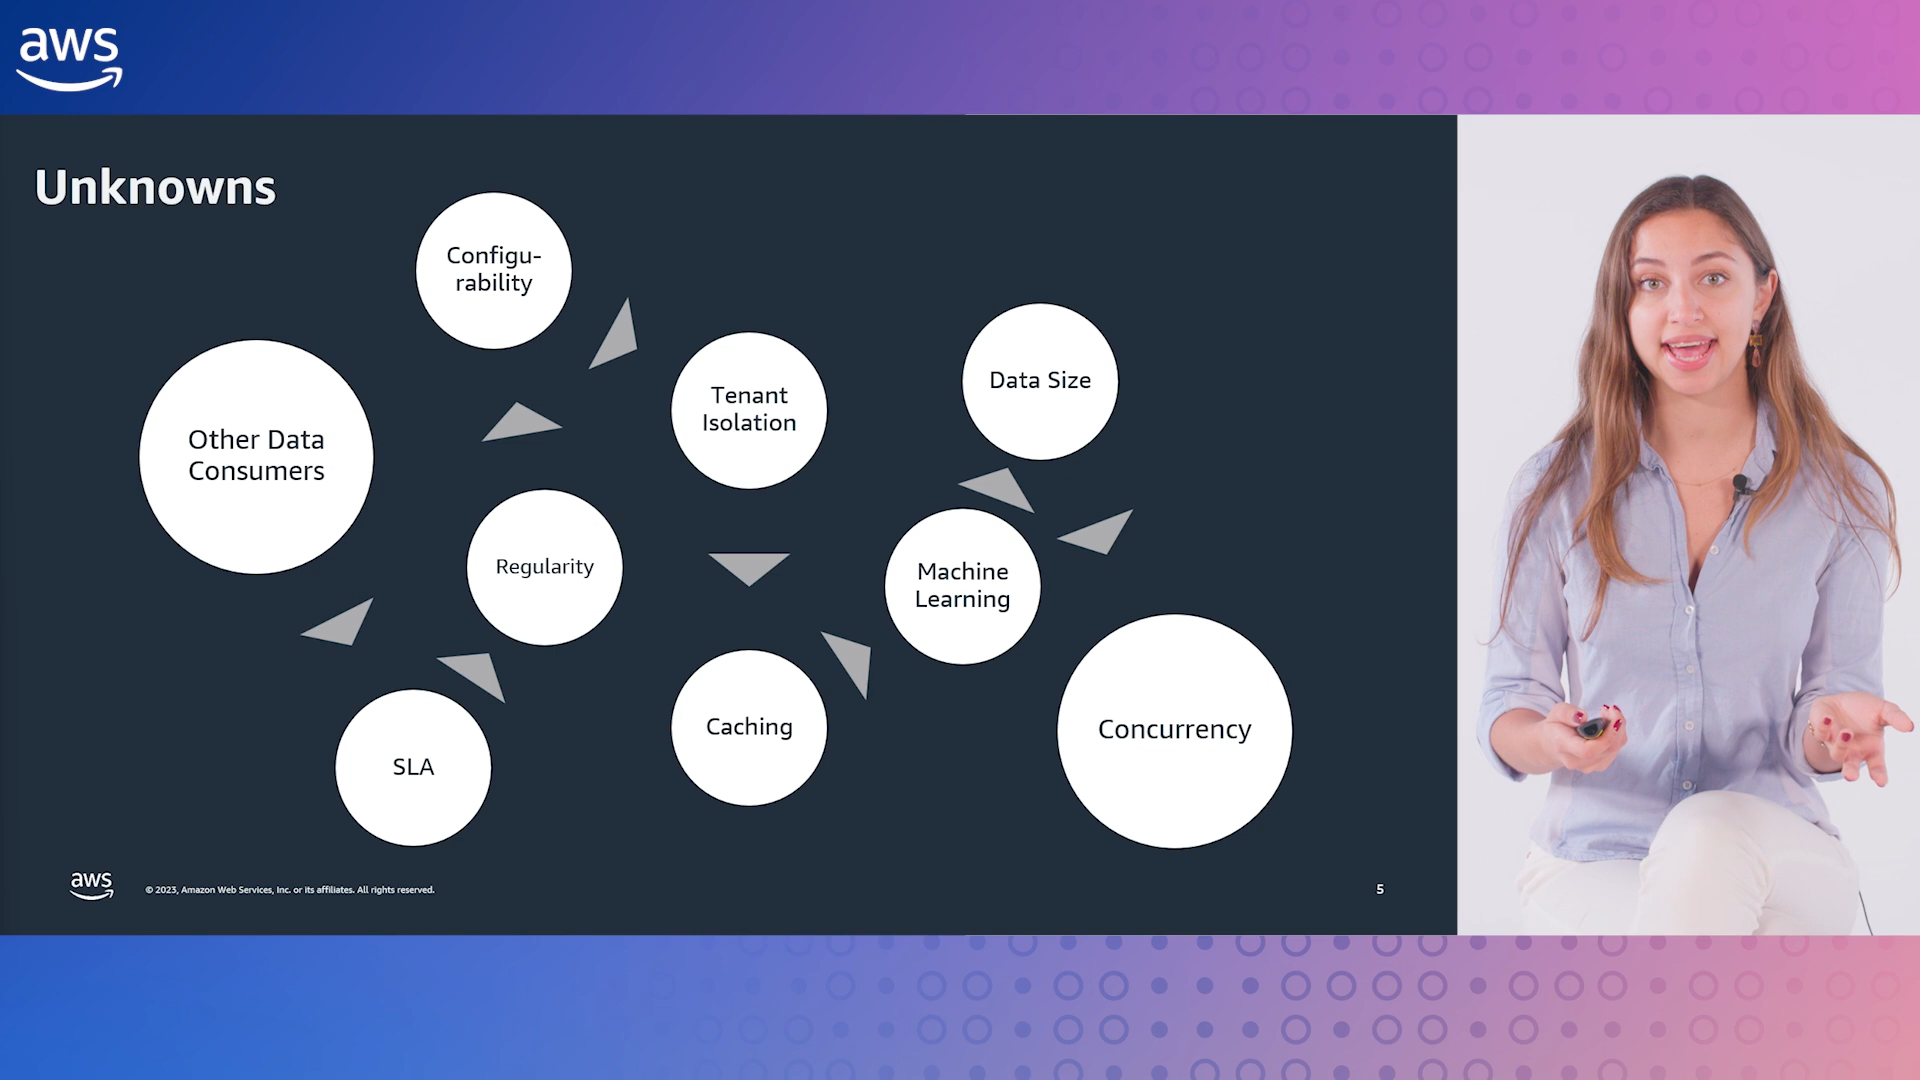 aws
Unknowns
Configu-
rability
Other Data
Consumers
Tenant
Isolation
Data Size
Regularity
Machine
Learning
SLA
Caching
Concurrency
aws
© 2023, Amazon Web Services, Inc. or its affiliates. All rights reserved.
5